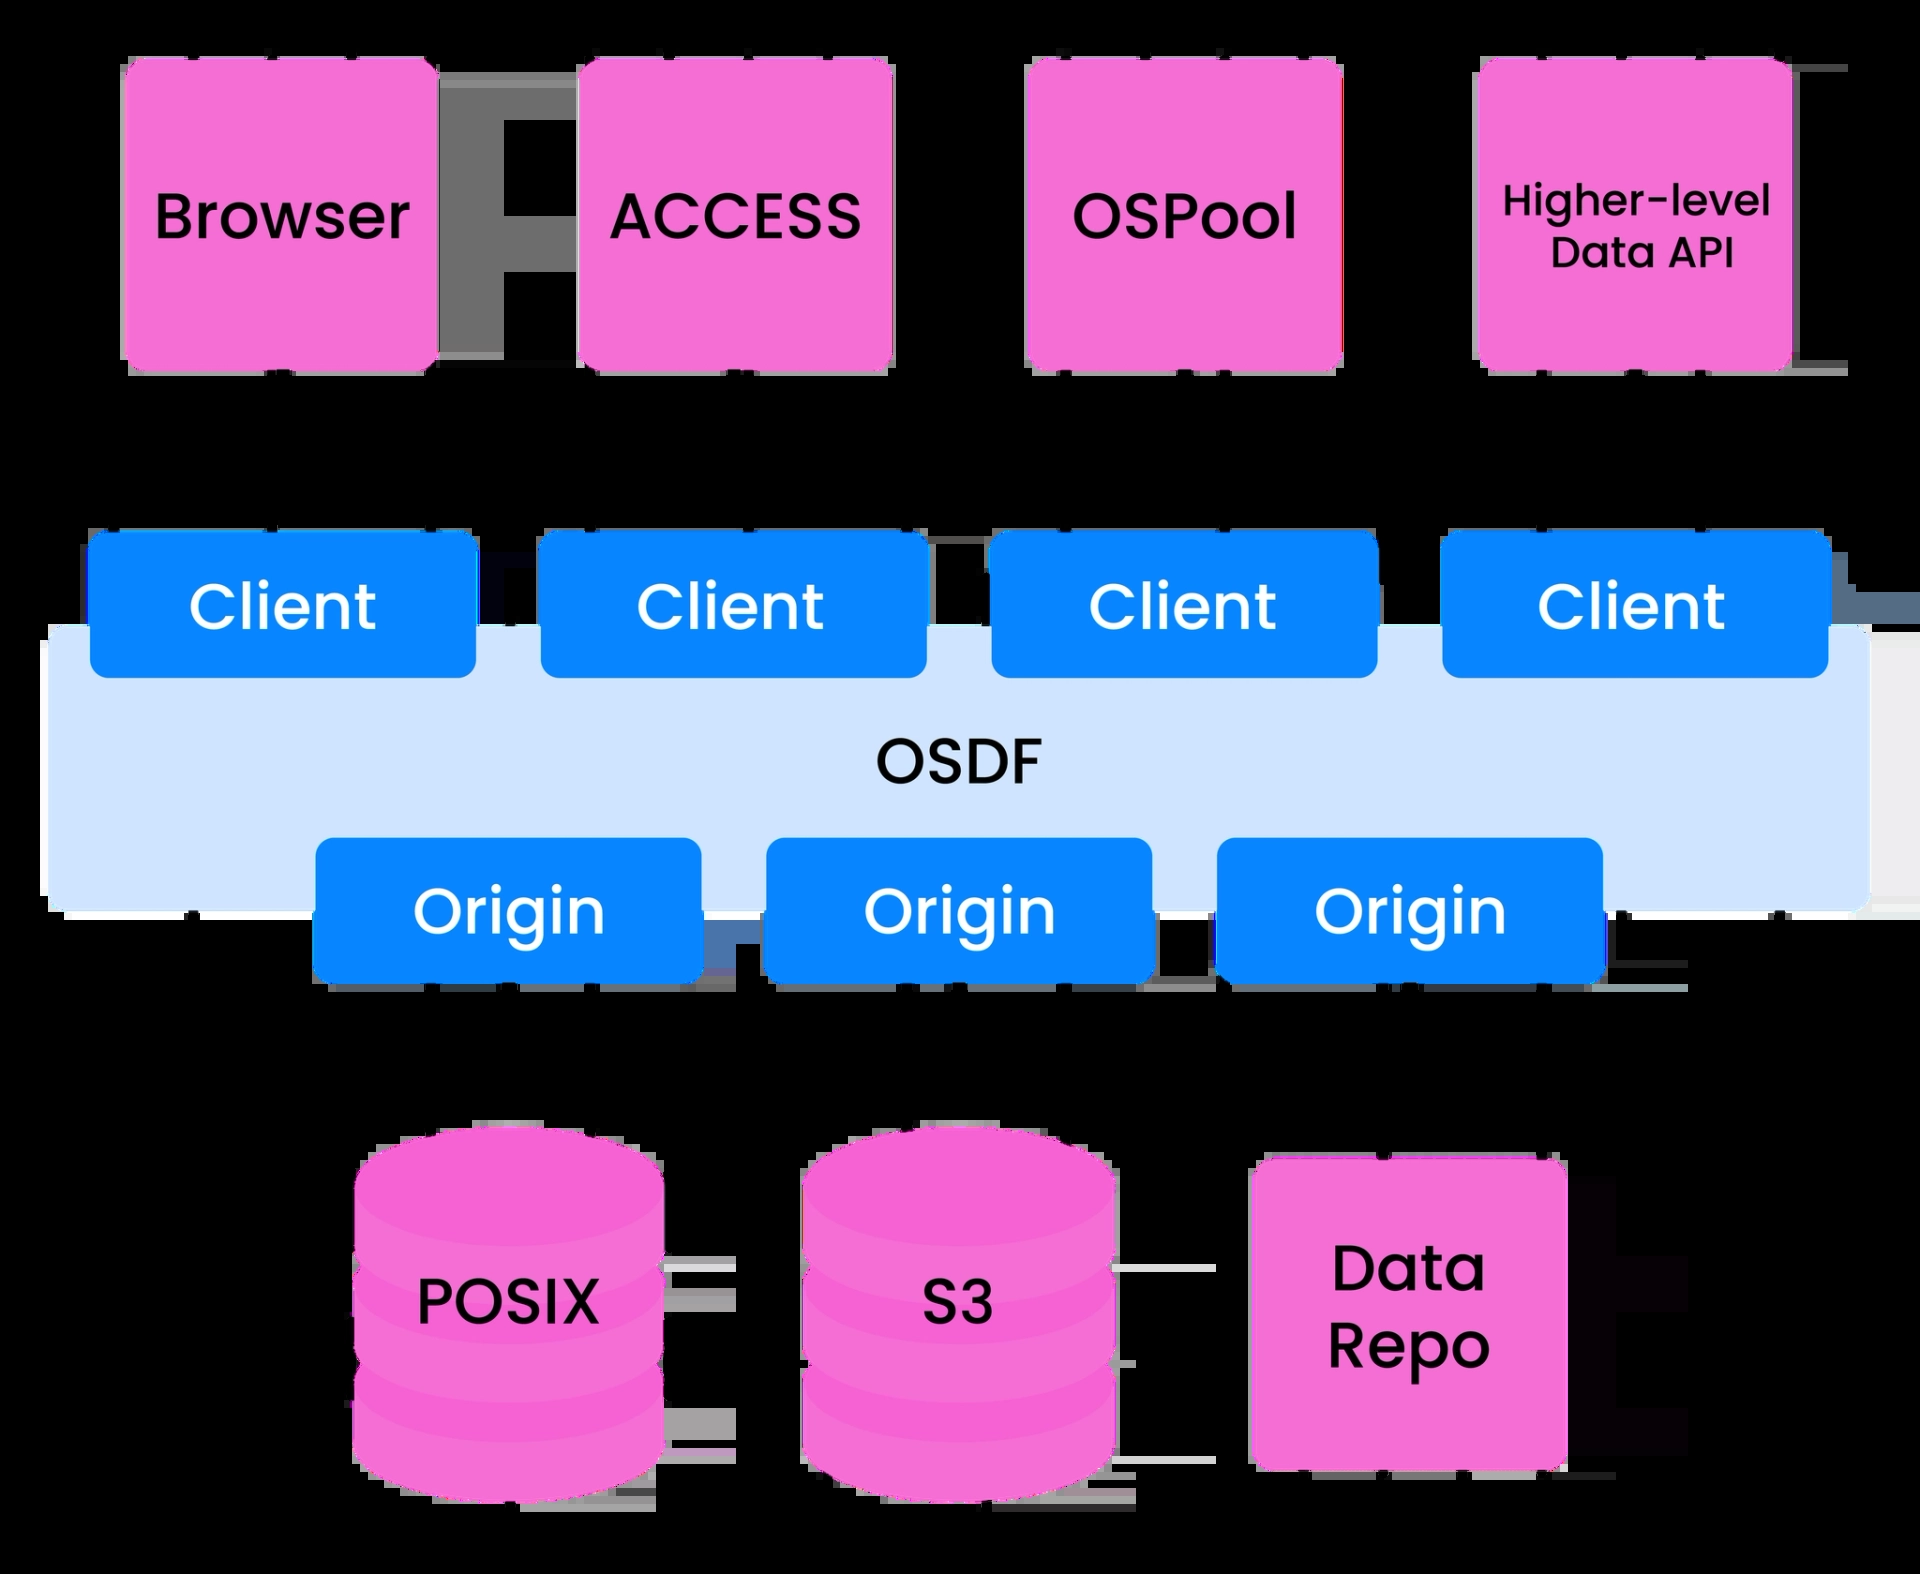 Browser
ACCESS
OSPool
Higher-level
Data API
Client
Client
Client
Client
OSDF
Origin
Origin
Origin
POSIX
S3
Data
Repo